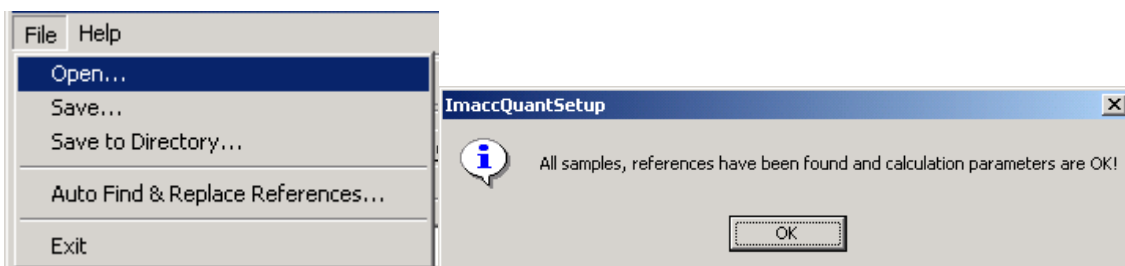 File Help
Open...
Save...
Save to Directory...
Auto Find & Replace References...
Exit
ImaccQuantSetup
All samples, references have been found and calculation parameters are OK!
OK